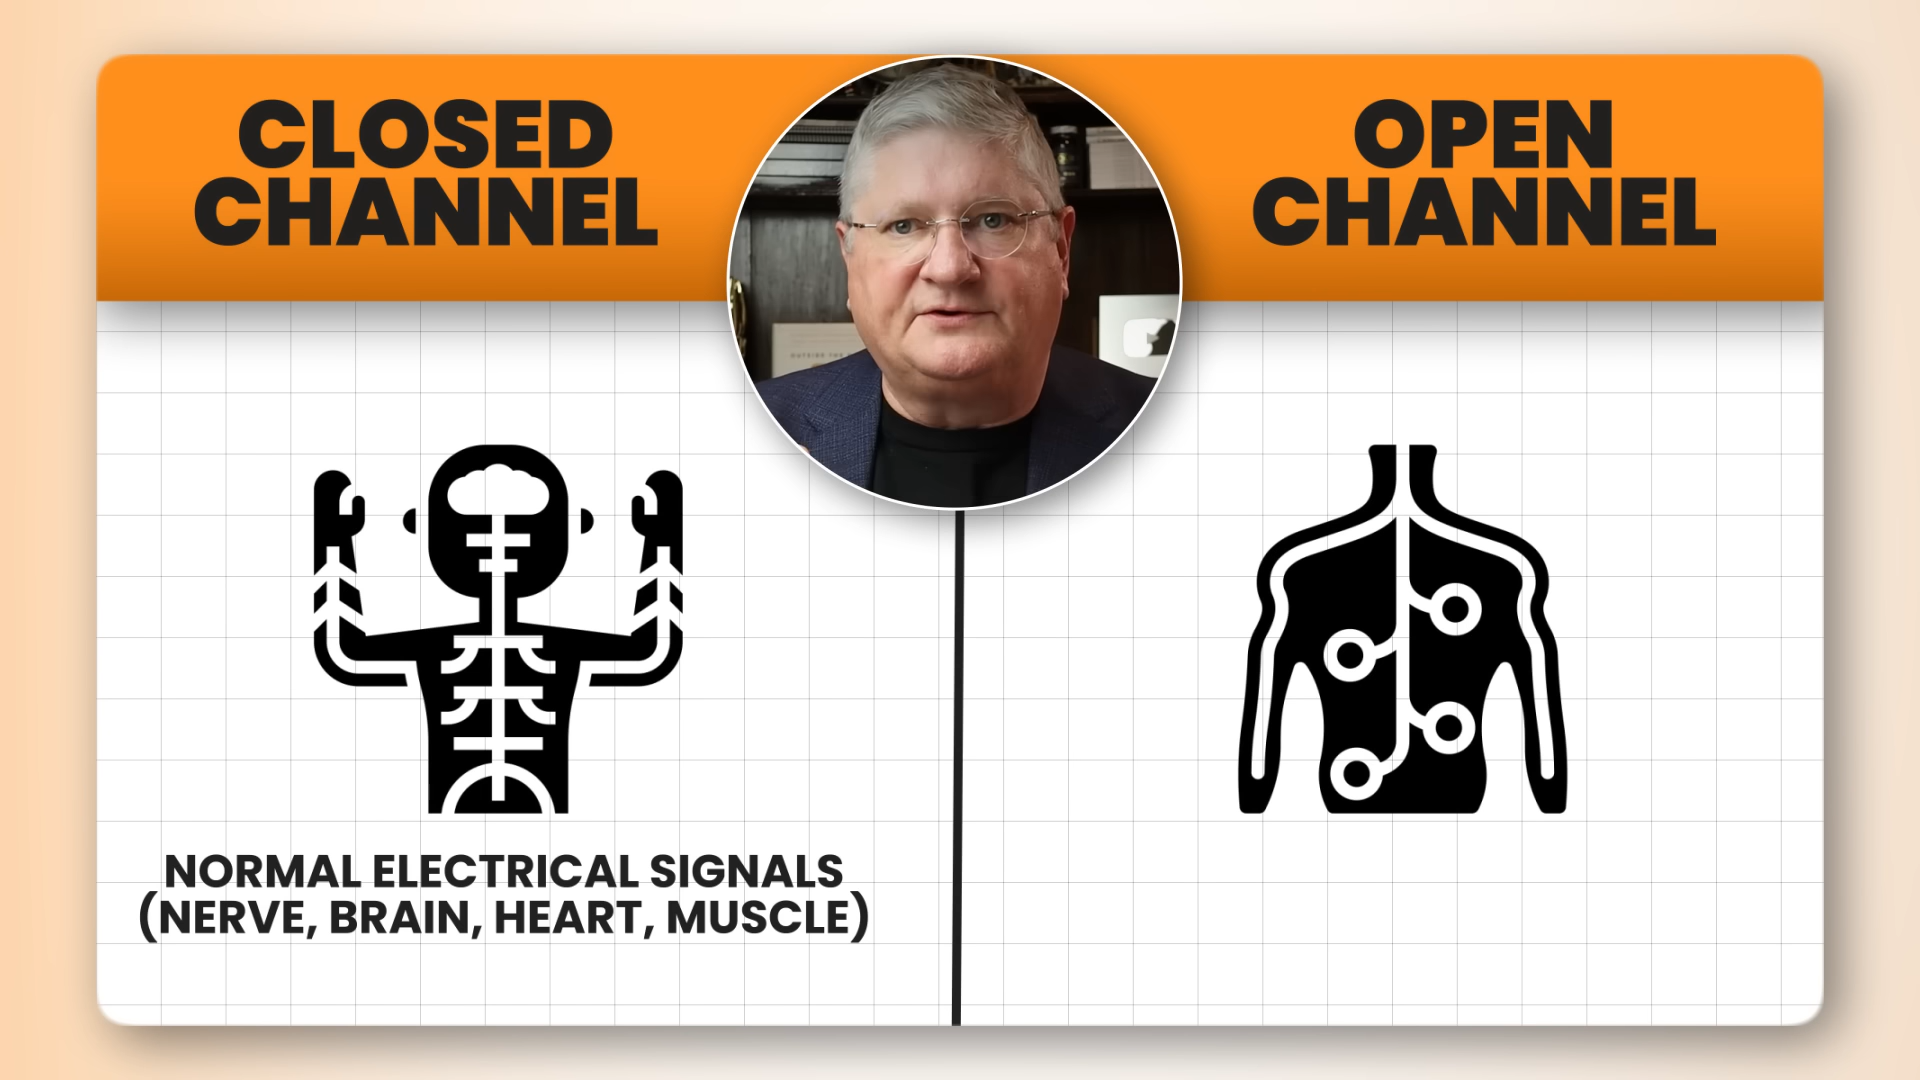 CLOSED
CHANNEL
OPEN
CHANNEL
NORMAL ELECTRICAL SIGNALS
(NERVE, BRAIN, HEART, MUSCLE)